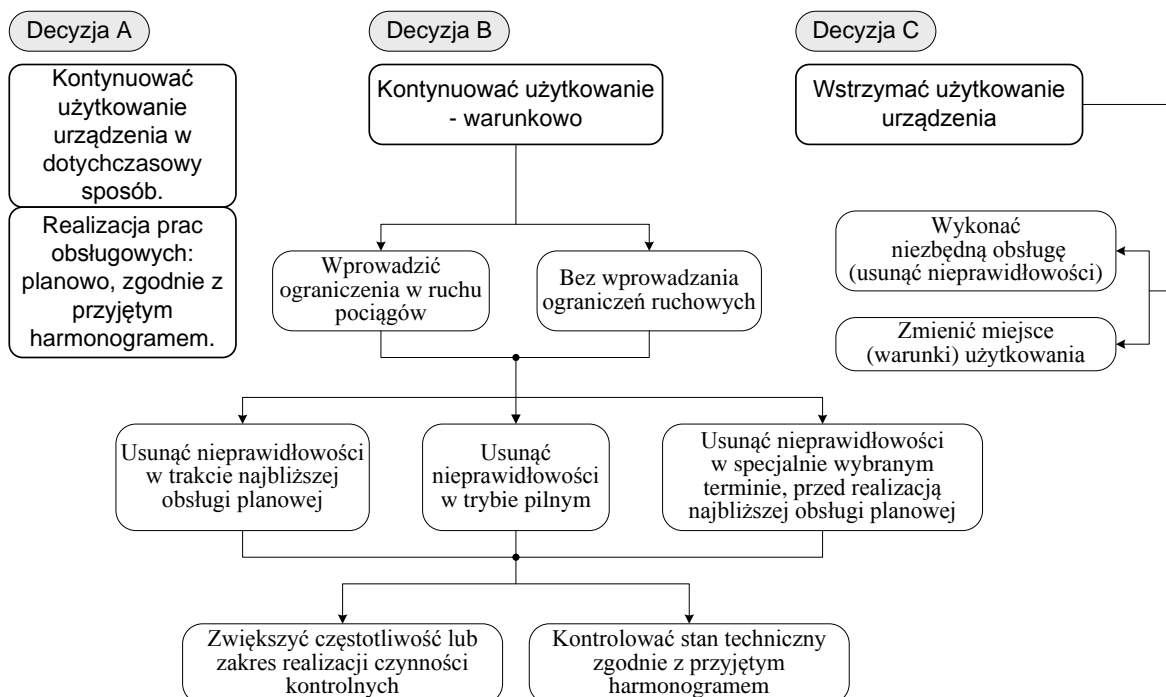 Decyzja A
Kontynuować
użytkowanie
urządzenia w
dotychczasowy
sposób.
Realizacja prac
obsługowych:
planowo, zgodnie z
przyjętym
harmonogramem.
Decyzja B
Kontynuować użytkowanie
- warunkowo
Wprowadzić
ograniczenia w ruchu
pociągów
Bez wprowadzania
ograniczeń ruchowych
Usunąć nieprawidłowości
w trakcie najbliższej
obsługi planowej
Usunąć
nieprawidłowości
w trybie pilnym
Usunąć nieprawidłowości
w specjalnie wybranym
terminie, przed realizacją
najbliższej obsługi planowej
Zwiększyć częstotliwość lub
zakres realizacji czynności
kontrolnych
Kontrolować stan techniczny
zgodnie z przyjętym
harmonogramem
Decyzja C
Wstrzymać użytkowanie
urządzenia
Wykonać
niezbędną obsługę
(usunąć nieprawidłowości)
Zmienić miejsce
(warunki) użytkowania